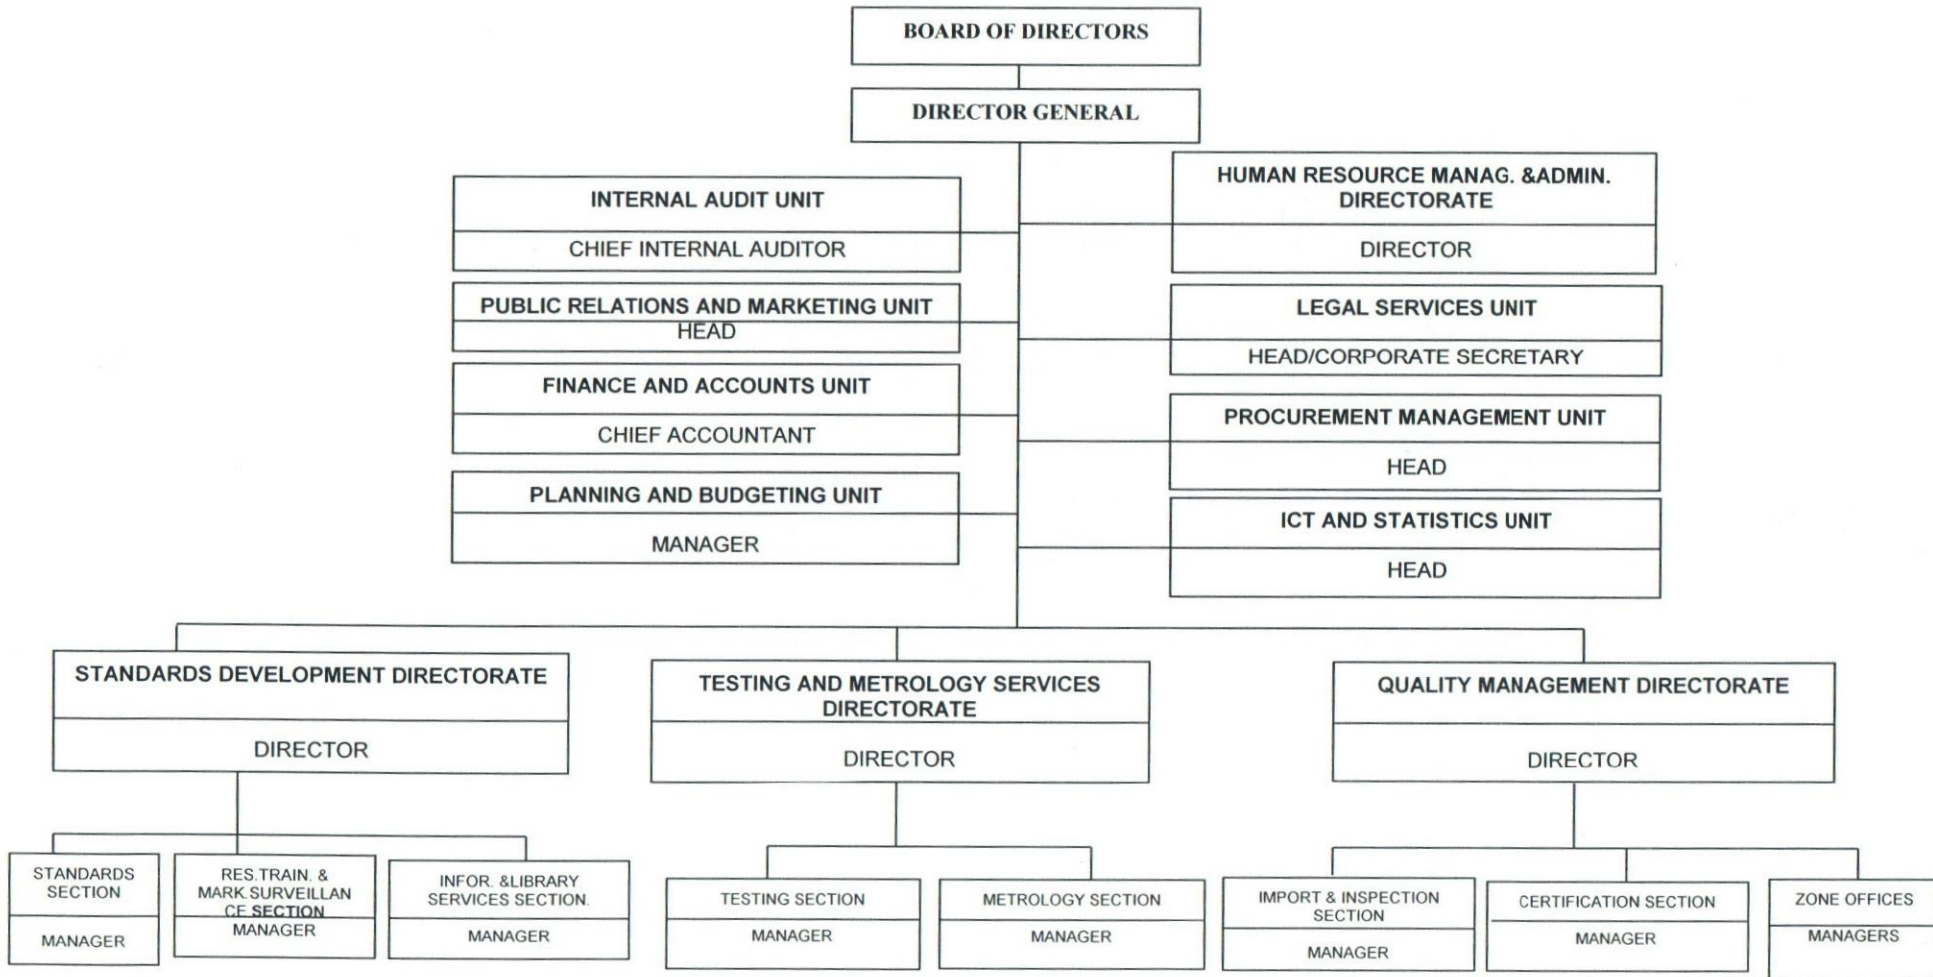 BOARD OF DIRECTORS
DIRECTOR GENERAL
INTERNAL AUDIT UNIT
CHIEF INTERNAL AUDITOR
PUBLIC RELATIONS AND MARKETING UNIT
HEAD
FINANCE AND ACCOUNTS UNIT
CHIEF ACCOUNTANT
PLANNING AND BUDGETING UNIT
MANAGER
HUMAN RESOURCE MANAG. &ADMIN.
DIRECTORATE
DIRECTOR
LEGAL SERVICES UNIT
HEAD/CORPORATE SECRETARY
PROCUREMENT MANAGEMENT UNIT
HEAD
ICT AND STATISTICS UNIT
HEAD
STANDARDS DEVELOPMENT DIRECTORATE
DIRECTOR
TESTING AND METROLOGY SERVICES
DIRECTORATE
DIRECTOR
QUALITY MANAGEMENT DIRECTORATE
DIRECTOR
STANDARDS
SECTION
MANAGER
RES.TRAIN. &
MARK.SURVEILLAN
CE SECTION
MANAGER
INFOR. &LIBRARY
SERVICES SECTION.
MANAGER
TESTING SECTION
MANAGER
METROLOGY SECTION
MANAGER
IMPORT & INSPECTION
SECTION
MANAGER
CERTIFICATION SECTION
MANAGER
ZONE OFFICES
MANAGERS